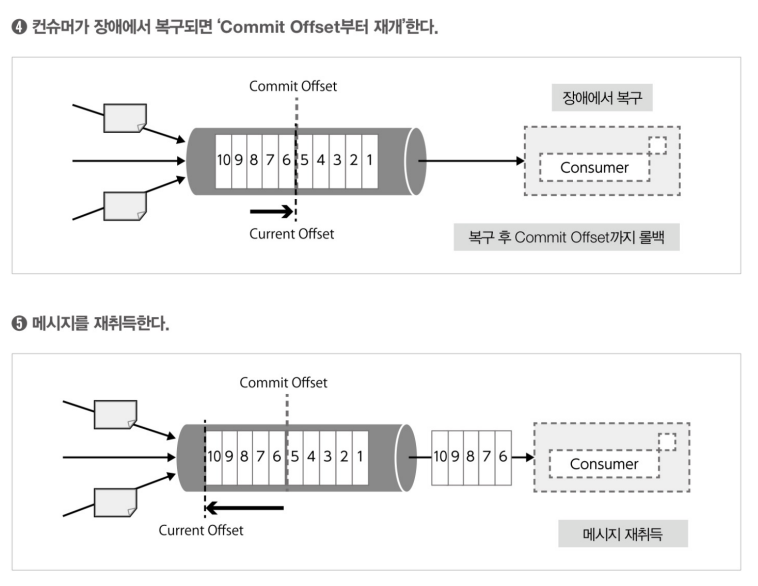 ❹ 컨슈머가 장애에서 복구되면 ‘Commit Offset부터 재개’한다.
Commit Offset
장애에서 복구
10 9 8 7 6 5 4 3 2 1
Consumer
Current Offset
복구 후 Commit Offset까지 롤백
❺ 메시지를 재취득한다.
Commit Offset
10 9 8 7 6 5 4 3 2 1
10 9 8 7 6
Consumer
Current Offset
메시지 재취득